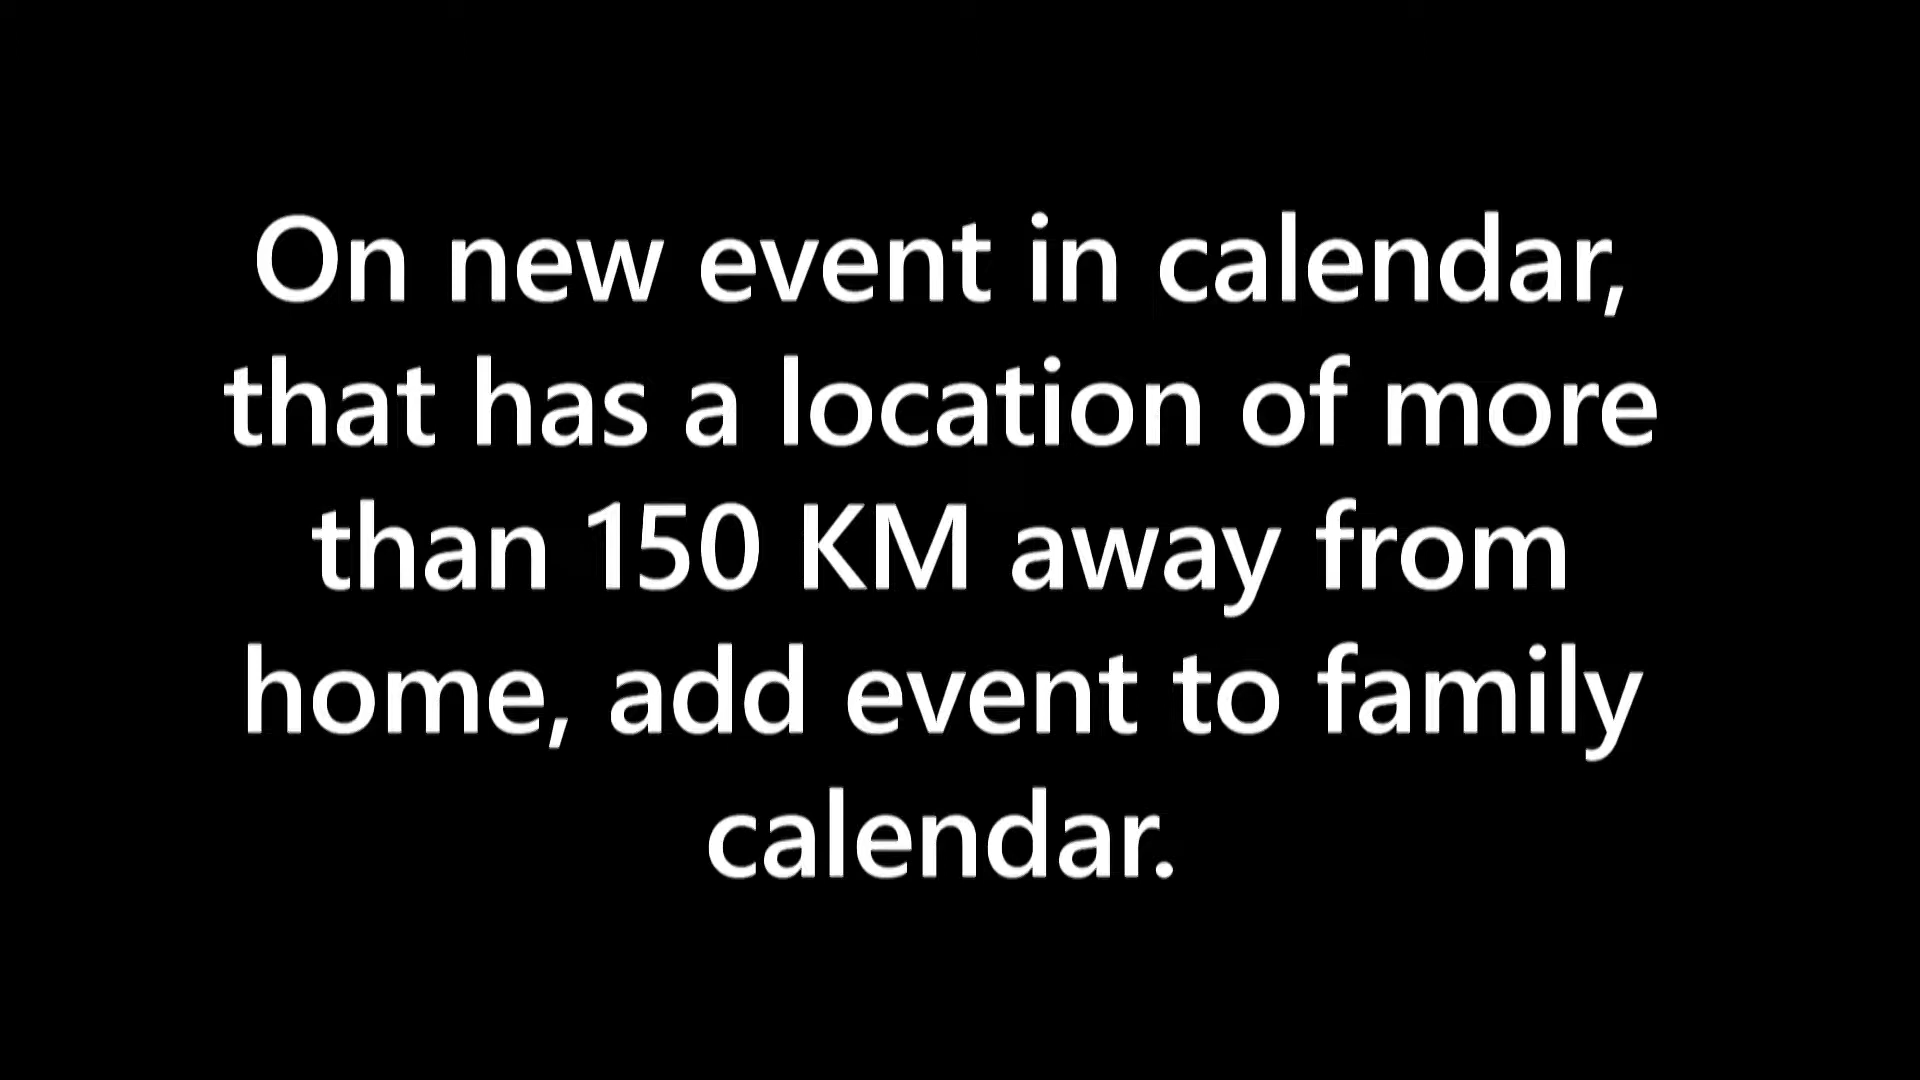 On new event in calendar,
that has a location of more
than 150 KM away from
home, add event to family
calendar.